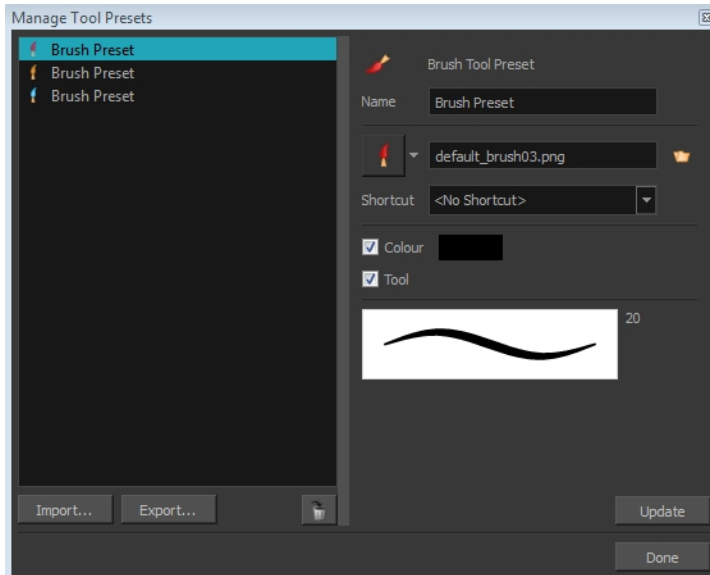 Manage Tool Presets
Brush Preset
Brush Preset
Brush Preset
Import...
Export...
Brush Tool Preset
Name
Brush Preset
default_brush03.png
Shortcut
<No Shortcut>
Colour
Tool
20
Update
Done